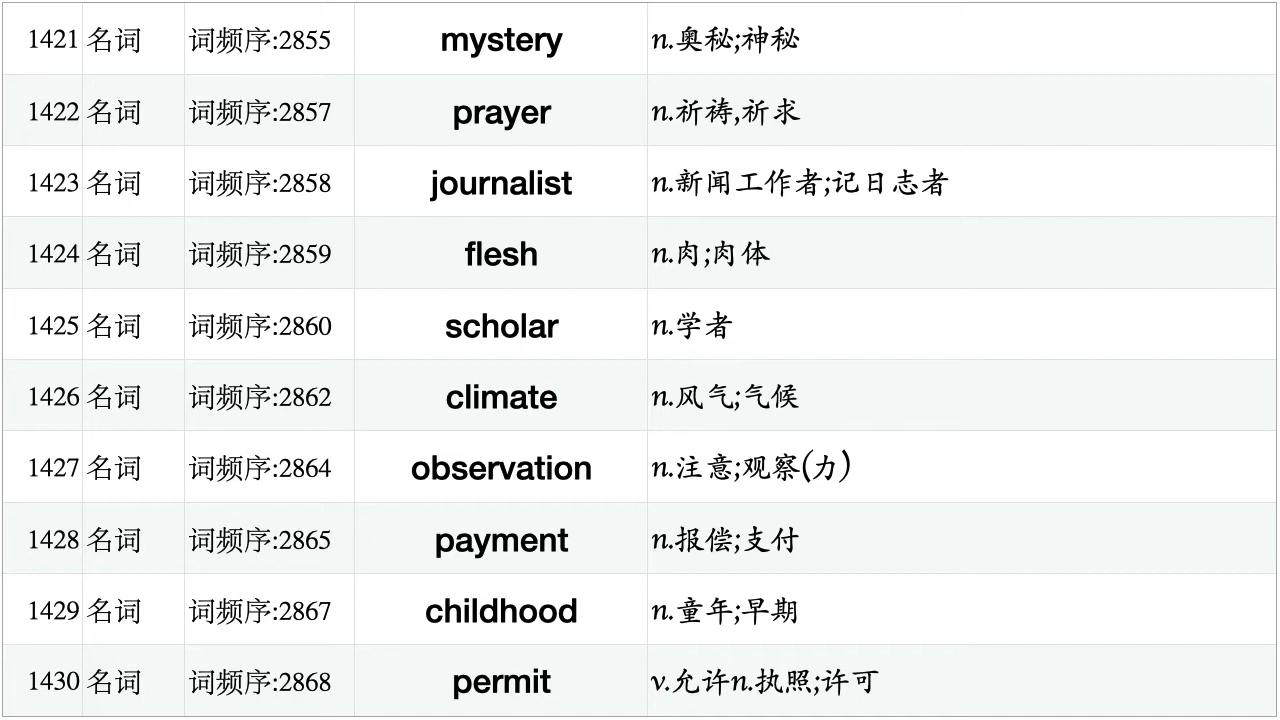 1421 名词 词频序:2855 mystery n.奥秘;神秘
1422 名词 词频序:2857 prayer n.祈祷,祈求
1423 名词 词频序:2858 journalist n.新闻工作者;记日志者
1424 名词 词频序:2859 flesh n.肉;肉体
1425 名词 词频序:2860 scholar n.学者
1426 名词 词频序:2862 climate n.风气;气候
1427 名词 词频序:2864 observation n.注意;观察(力)
1428 名词 词频序:2865 payment n.报偿;支付
1429 名词 词频序:2867 childhood n.童年;早期
1430 名词 词频序:2868 permit v.允许n.执照;许可